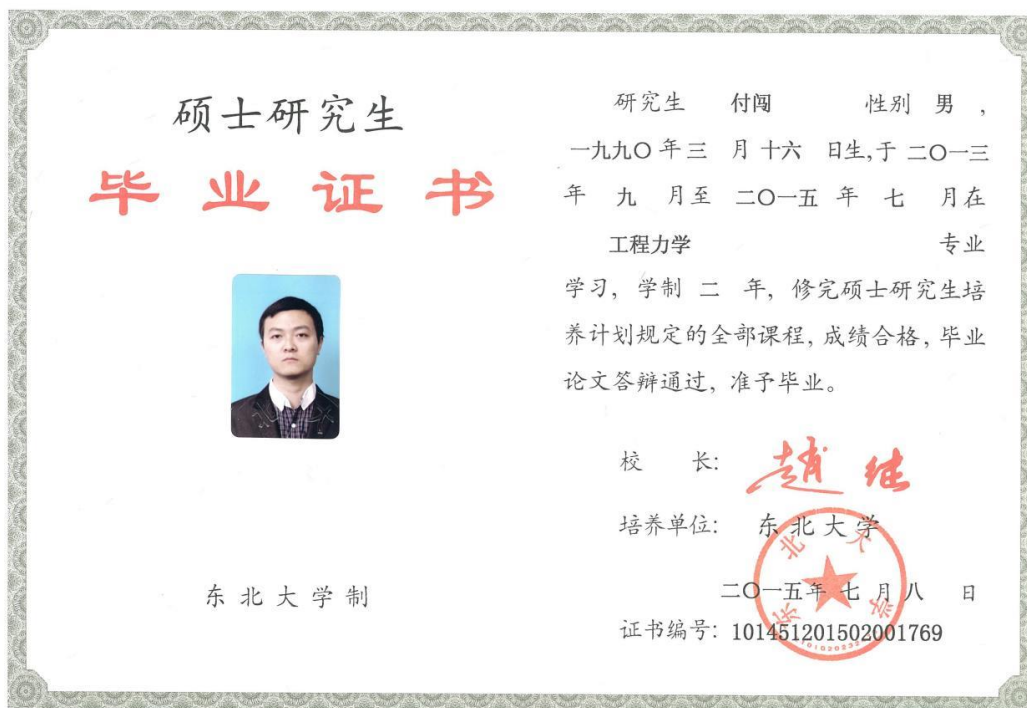 硕士研究生
毕业证书
东北大学制
研究生 付闯 性别 男 ,
一九九〇年三 月十六 日生,于 二〇一三
年 九 月至 二〇一五 年 七 月在
工程力学 专业
学习, 学制 二 年, 修完硕士研究生培
养计划规定的全部课程, 成绩合格, 毕业
论文答辩通过, 准予毕业。
校 长: 赵继
培养单位: 东北大学
二〇一五年 七 月 八 日
证书编号: 101451201502001769
东北大学